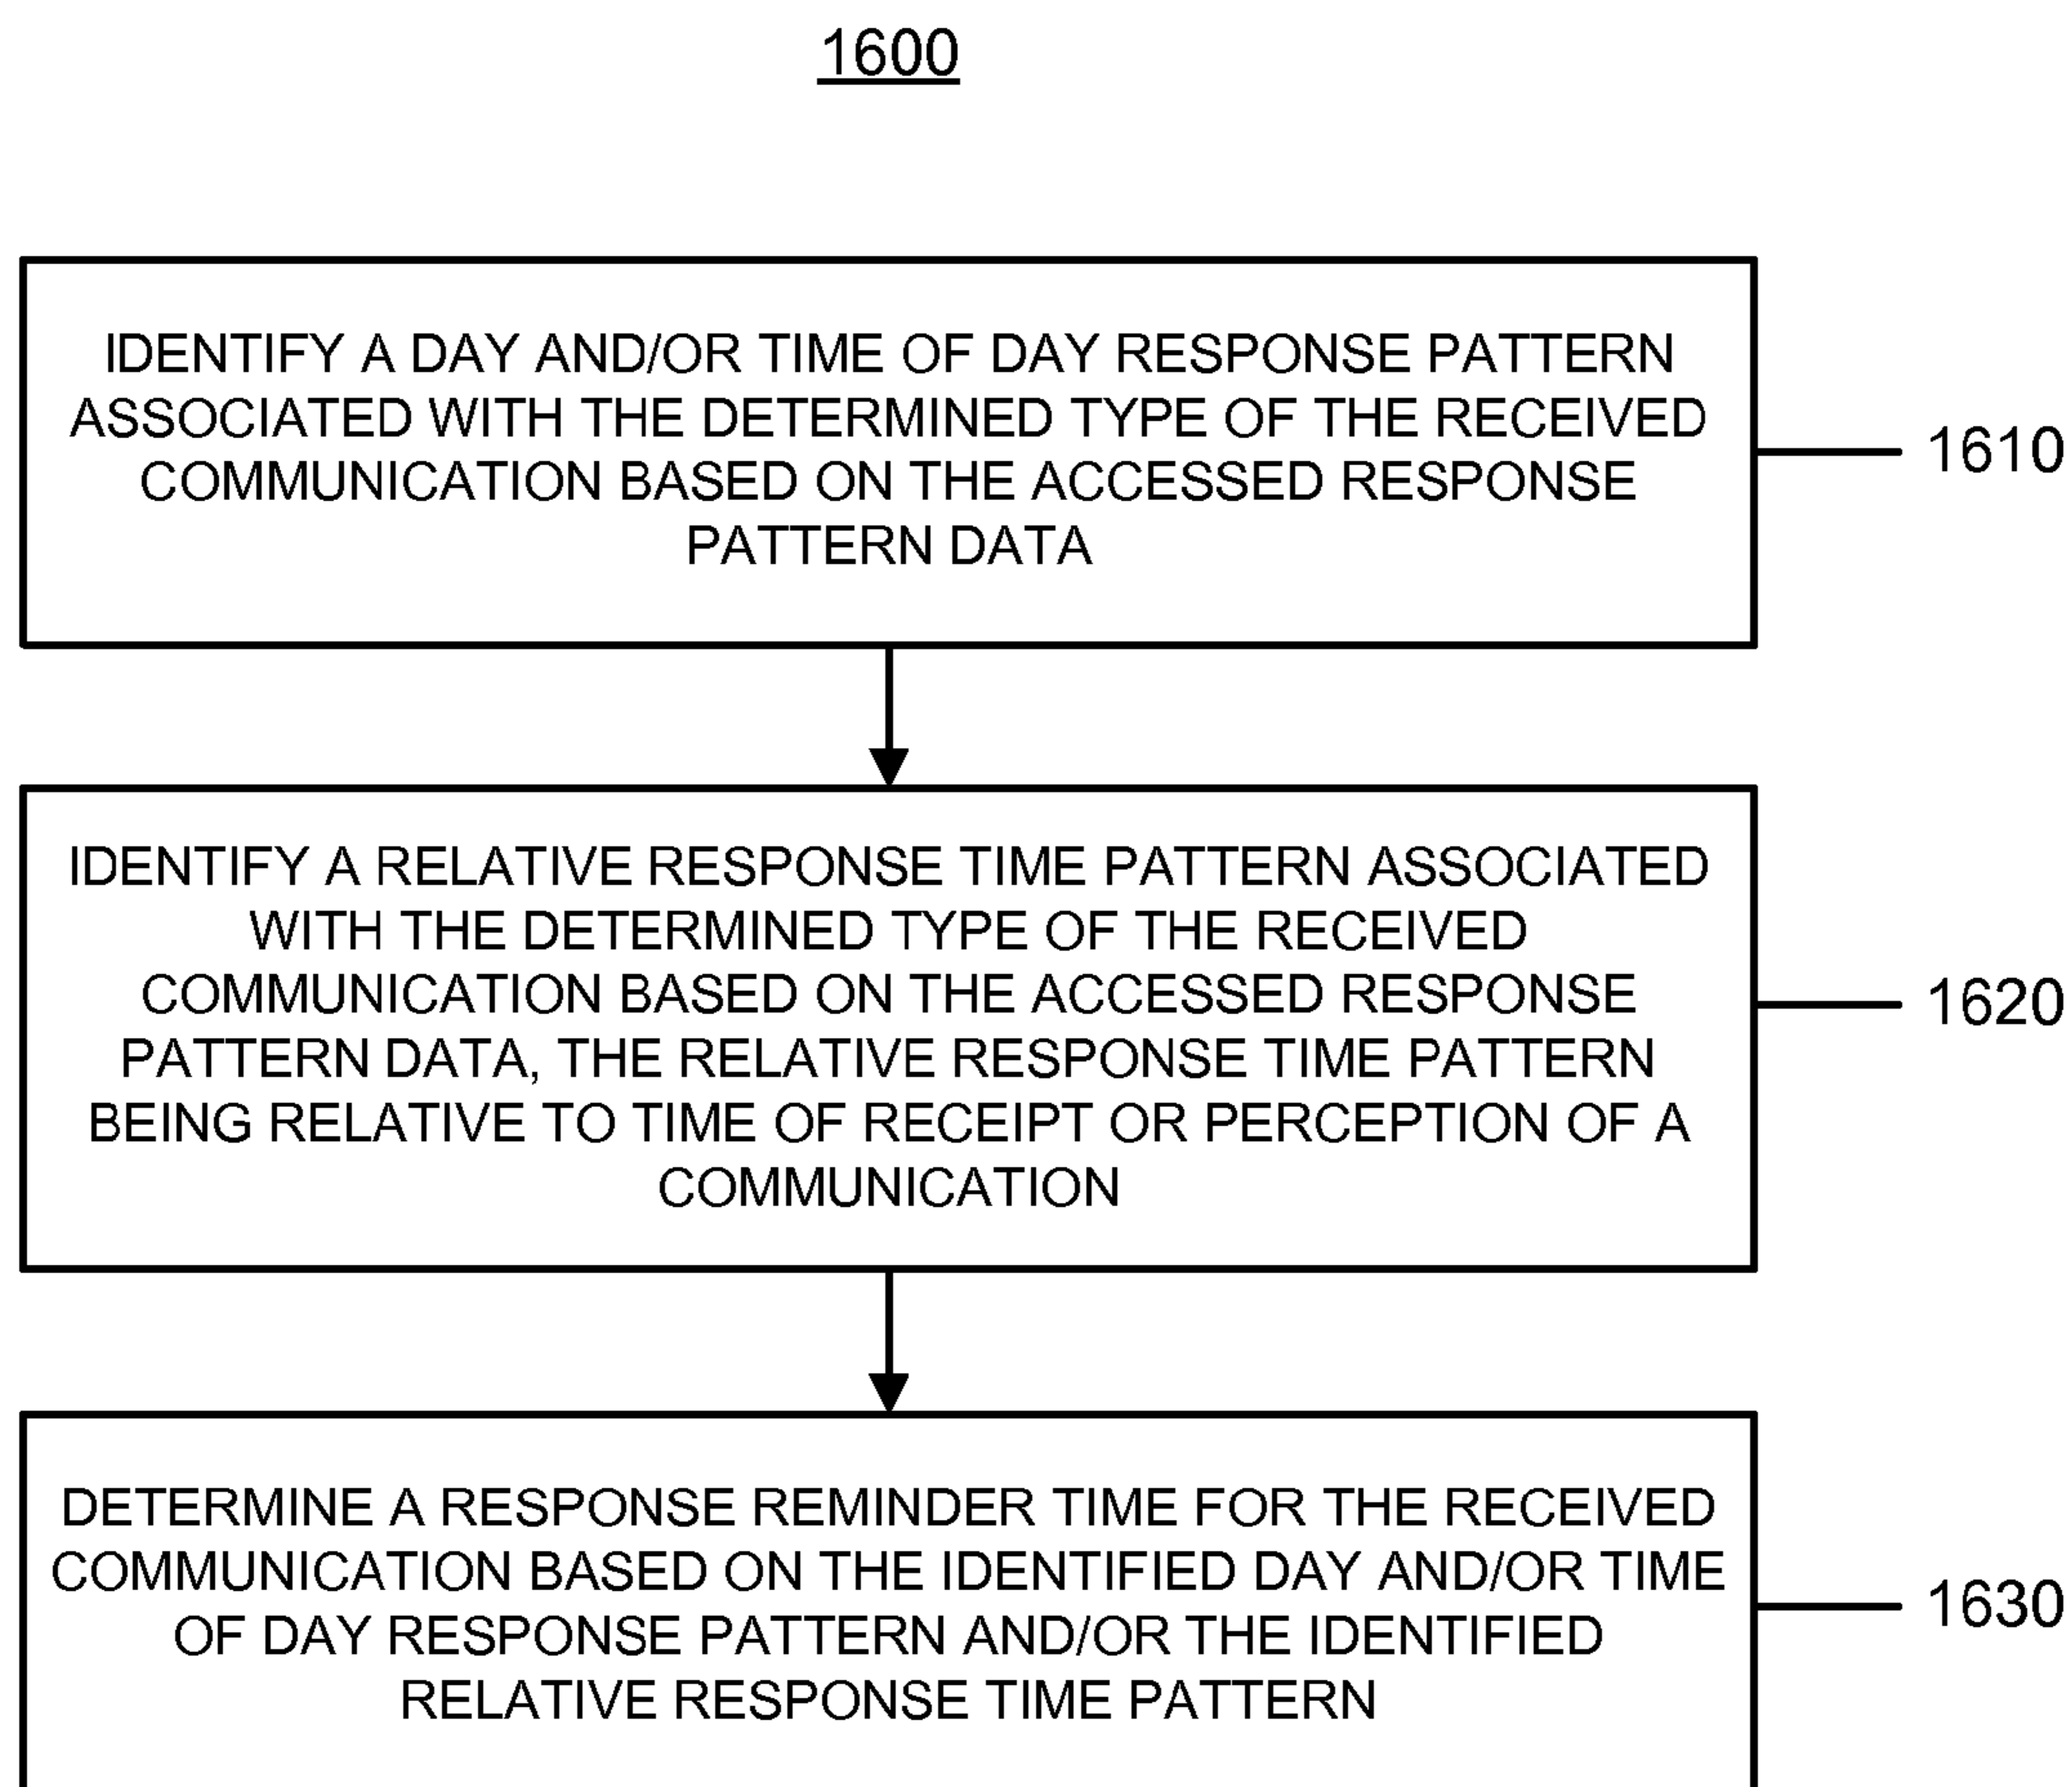 1600
IDENTIFY A DAY AND/OR TIME OF DAY RESPONSE PATTERN
ASSOCIATED WITH THE DETERMINED TYPE OF THE RECEIVED
COMMUNICATION BASED ON THE ACCESSED RESPONSE
PATTERN DATA
1610
IDENTIFY A RELATIVE RESPONSE TIME PATTERN ASSOCIATED
WITH THE DETERMINED TYPE OF THE RECEIVED
COMMUNICATION BASED ON THE ACCESSED RESPONSE
PATTERN DATA, THE RELATIVE RESPONSE TIME PATTERN
BEING RELATIVE TO TIME OF RECEIPT OR PERCEPTION OF A
COMMUNICATION
1620
DETERMINE A RESPONSE REMINDER TIME FOR THE RECEIVED
COMMUNICATION BASED ON THE IDENTIFIED DAY AND/OR TIME
OF DAY RESPONSE PATTERN AND/OR THE IDENTIFIED
RELATIVE RESPONSE TIME PATTERN
1630